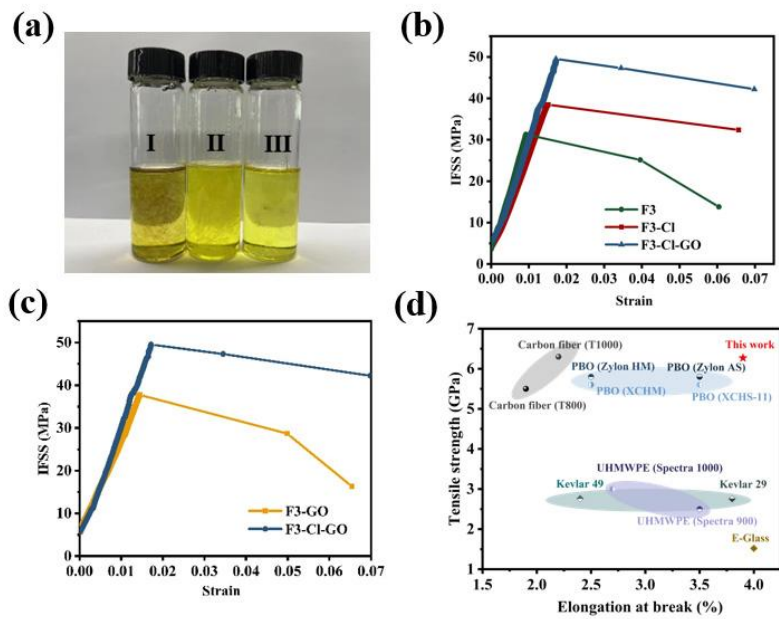 (a)
I II III
(b)
IFSS (MPa)
50
40
30
20
10
0
F3
F3-Cl
F3-Cl-GO
0.00 0.01 0.02 0.03 0.04 0.05 0.06 0.07
Strain
(c)
IFSS (MPa)
50
40
30
20
10
0
F3-GO
F3-Cl-GO
0.00 0.01 0.02 0.03 0.04 0.05 0.06 0.07
Strain
(d)
Tensile strength (GPa)
7
6
5
4
3
2
1
Carbon fiber (T1000)
This work
PBO (Zylon HM) PBO (Zylon AS)
PBO (XCHM) PBO (XCHS-11)
Carbon fiber (T800)
UHMWPE (Spectra 1000)
Kevlar 49 Kevlar 29
UHMWPE (Spectra 900)
E-Glass
1.5 2.0 2.5 3.0 3.5 4.0
Elongation at break (%)